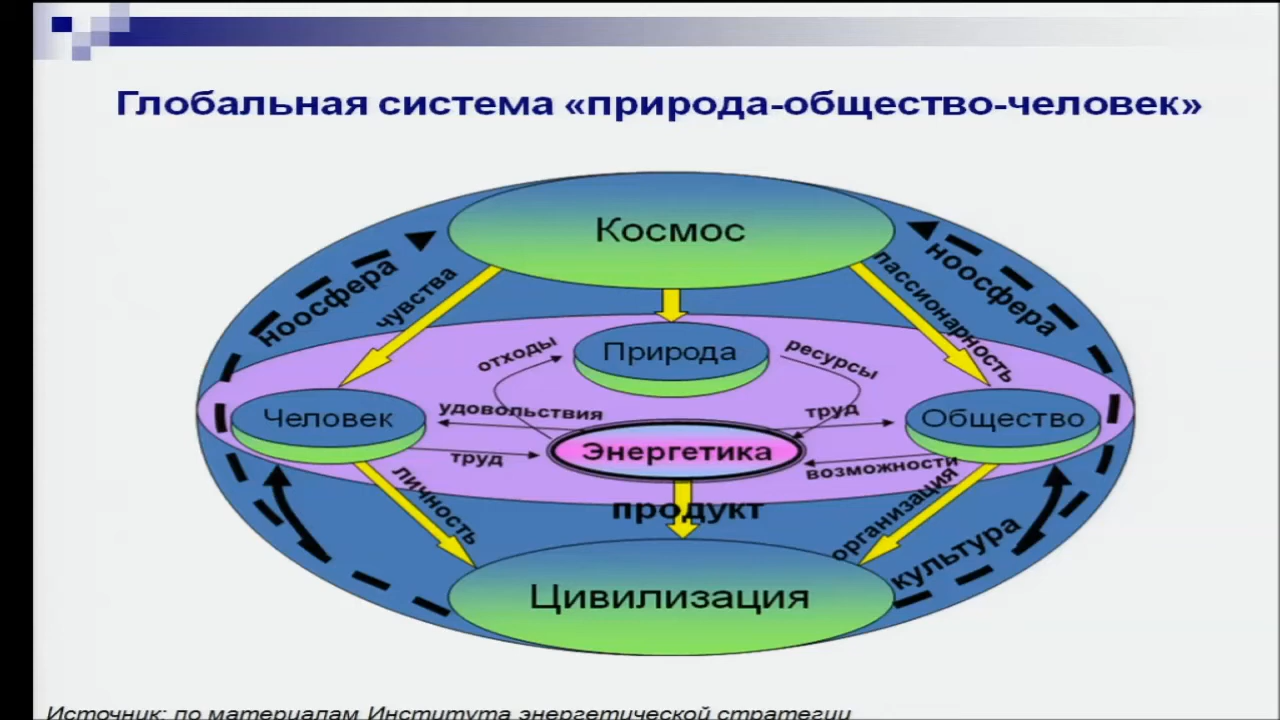 Глобальная система «природа-общество-человек»
Космос
ноосфера
чувства
пассионарность
ноосфера
отходы
Природа
ресурсы
Человек
удовольствия
труд
Общество
труд
Энергетика
возможности
личность
продукт
организация
культура
Цивилизация
Источник: по материалам Института энергетической стратегии